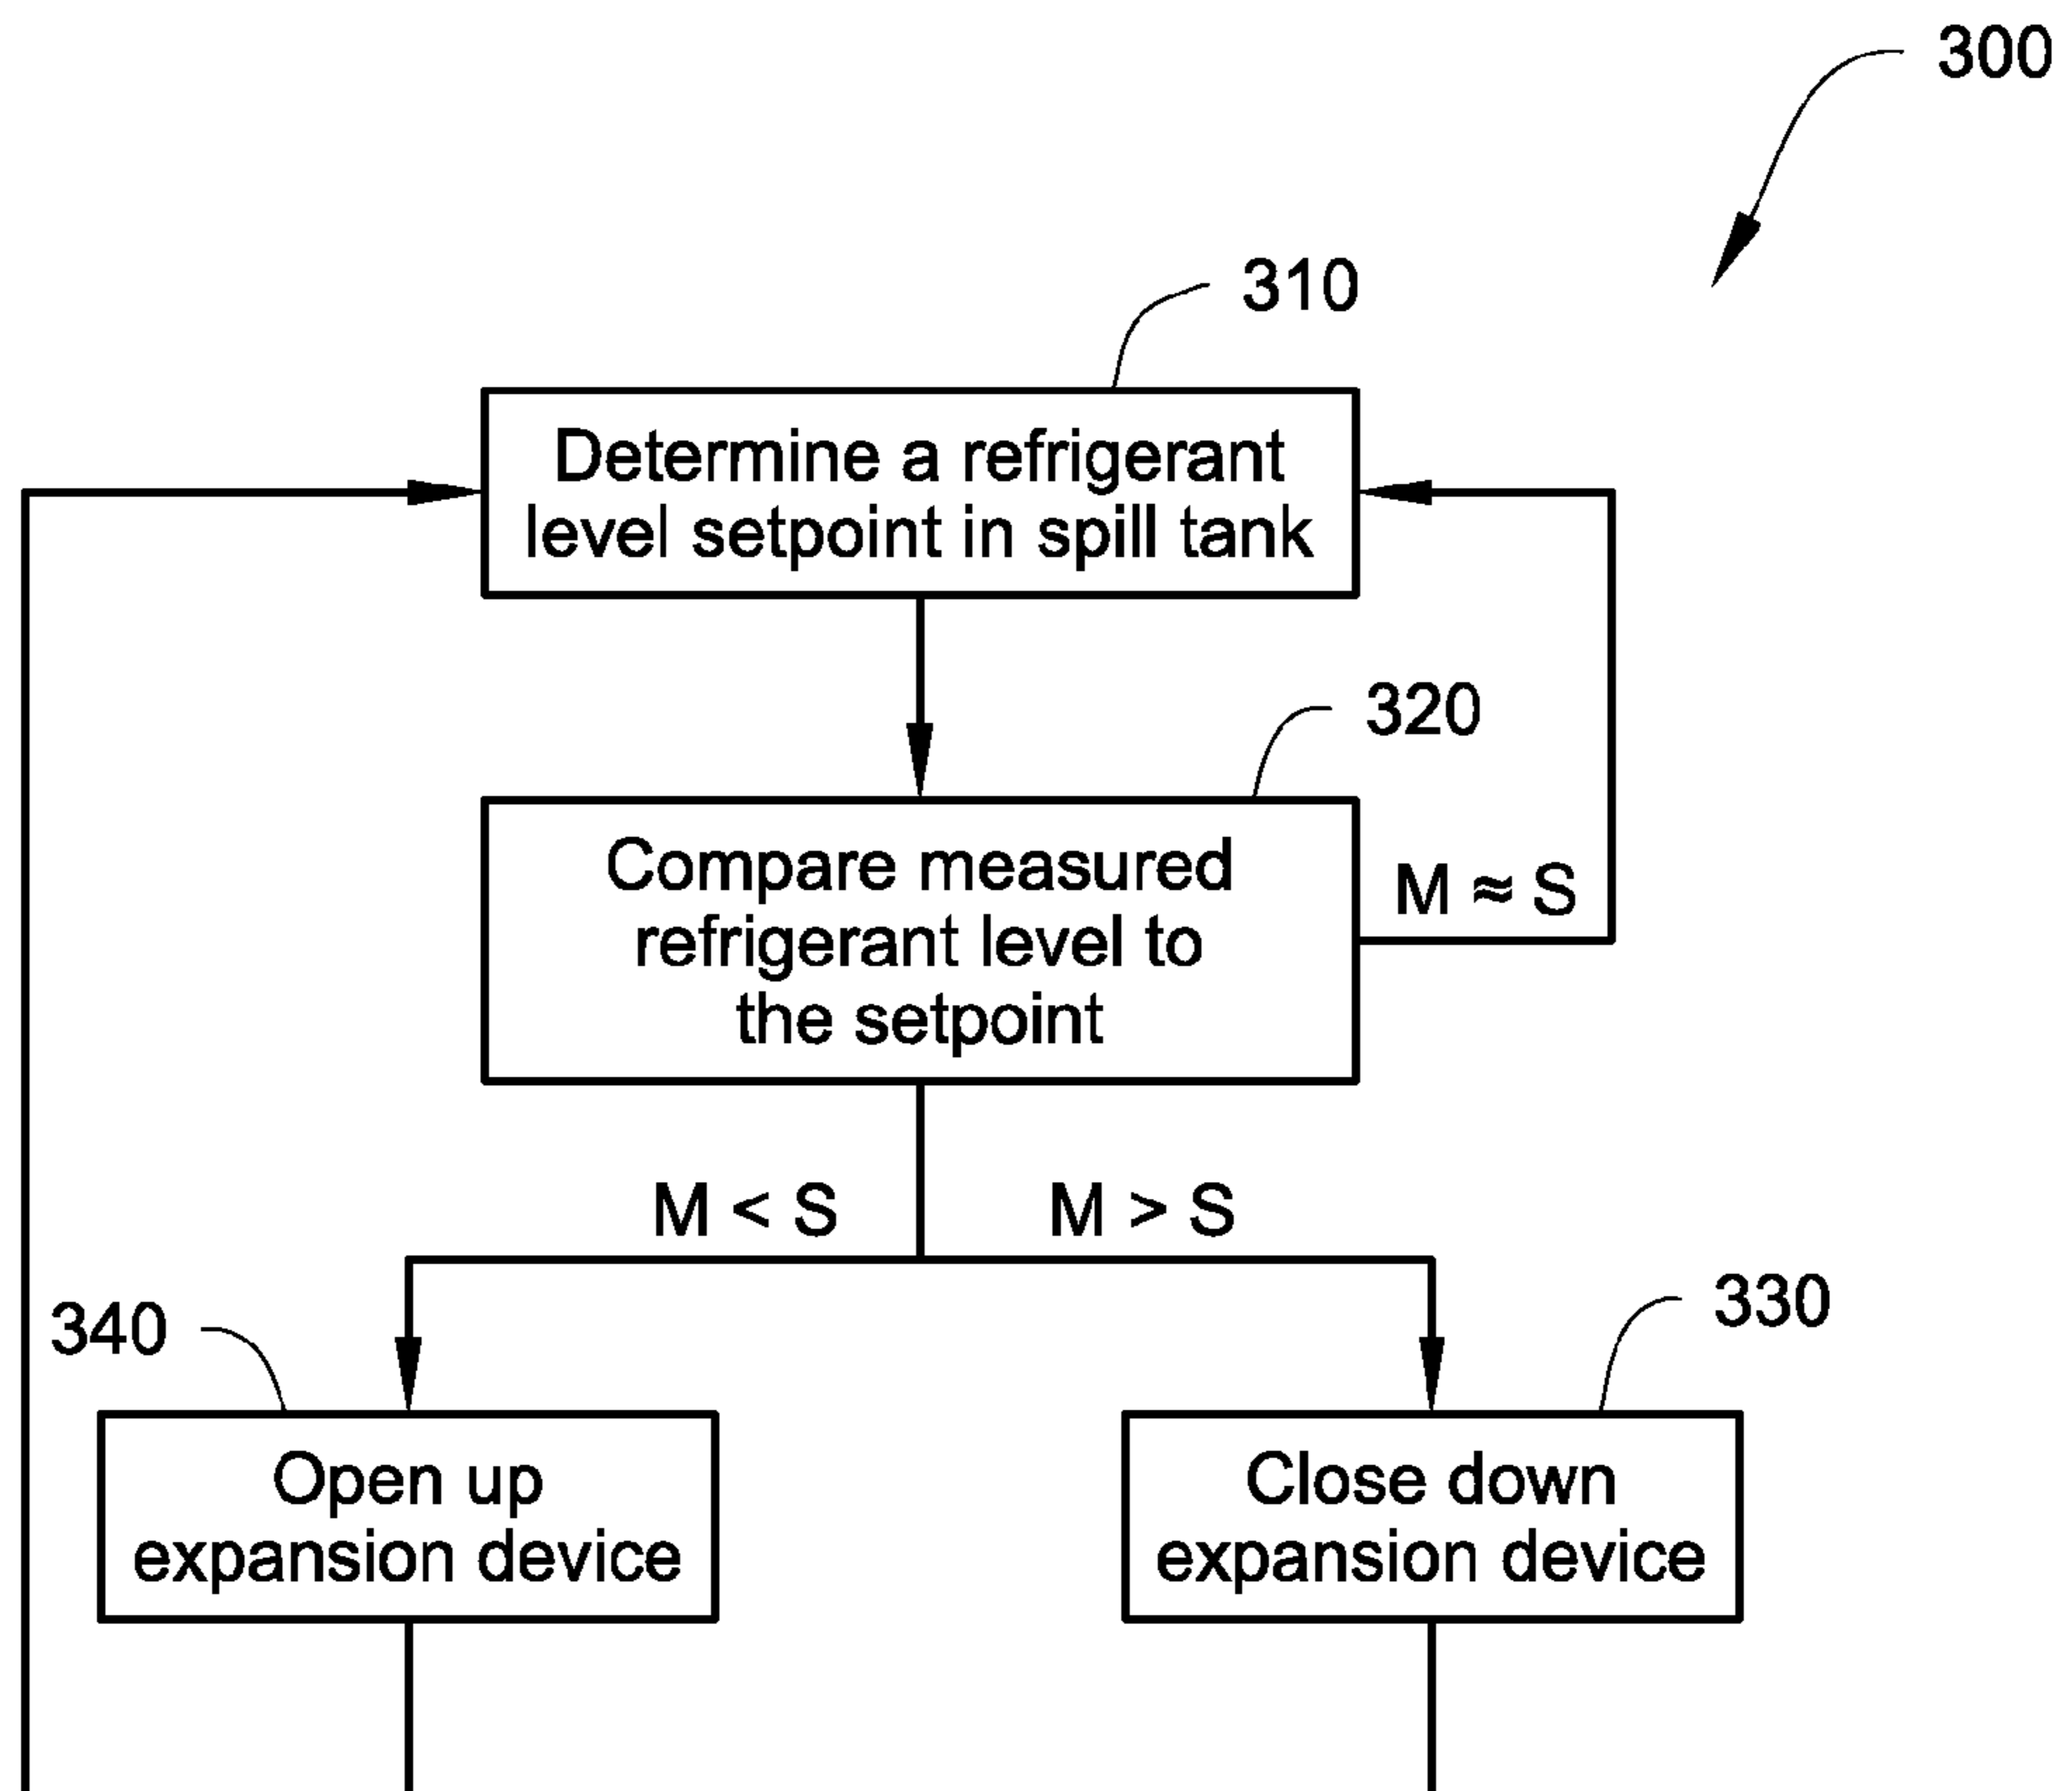 300
310
Determine a refrigerant
level setpoint in spill tank
320
Compare measured
refrigerant level to
the setpoint
M ≈ S
M < S
M > S
340
330
Open up
expansion device
Close down
expansion device